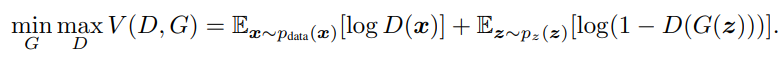 min_G max_D V(D, G) = 𝔼_{x∼p_data(x)}[log D(x)] + 𝔼_{z∼p_z(z)}[log(1 − D(G(z)))].